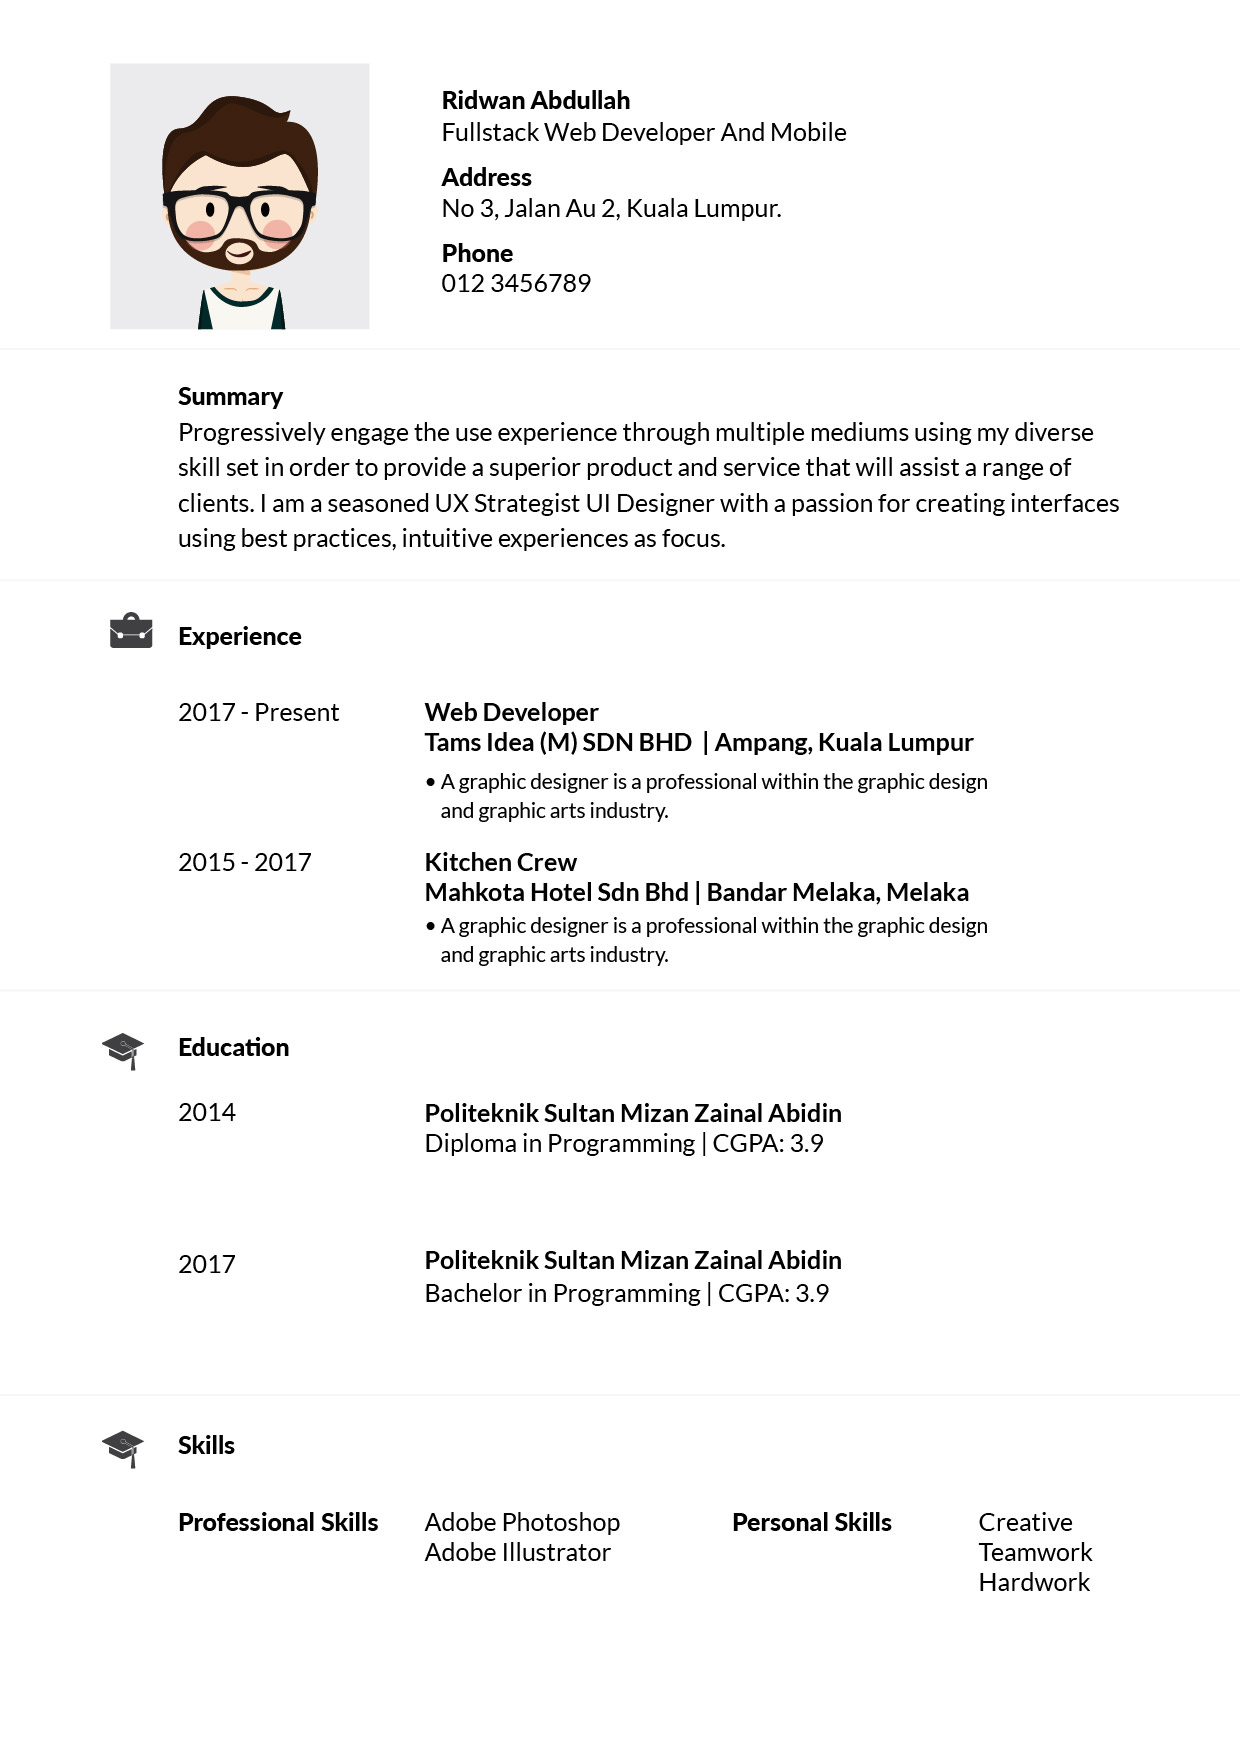 Ridwan Abdullah
Fullstack Web Developer And Mobile
Address
No 3, Jalan Au 2, Kuala Lumpur.
Phone
012 3456789
Summary
Progressively engage the use experience through multiple mediums using my diverse
skill set in order to provide a superior product and service that will assist a range of
clients. I am a seasoned UX Strategist UI Designer with a passion for creating interfaces
using best practices, intuitive experiences as focus.
Experience
2017 - Present
Web Developer
Tams Idea (M) SDN BHD | Ampang, Kuala Lumpur
• A graphic designer is a professional within the graphic design
and graphic arts industry.
2015 - 2017
Kitchen Crew
Mahkota Hotel Sdn Bhd | Bandar Melaka, Melaka
• A graphic designer is a professional within the graphic design
and graphic arts industry.
Education
2014
Politeknik Sultan Mizan Zainal Abidin
Diploma in Programming | CGPA: 3.9
2017
Politeknik Sultan Mizan Zainal Abidin
Bachelor in Programming | CGPA: 3.9
Skills
Professional Skills
Adobe Photoshop
Adobe Illustrator
Personal Skills
Creative
Teamwork
Hardwork